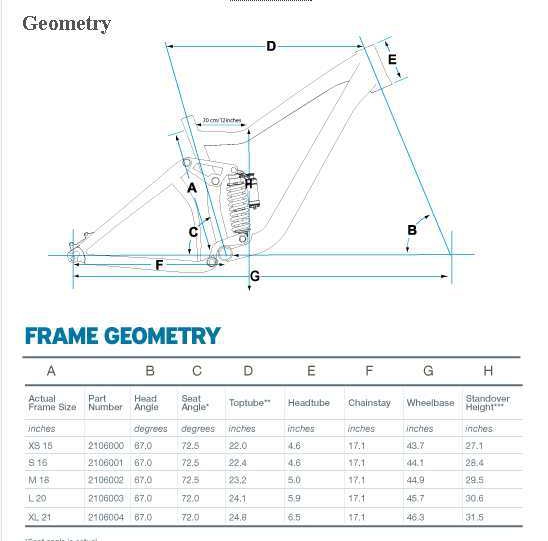 Geometry
D
E
30 cm/ 12inches
H
A
C
B
F
G
FRAME GEOMETRY
A B C D E F G H
Actual Frame Size Part Number Head Angle Seat Angle* Toptube** Headtube Chainstay Wheelbase Standover Height***
inches degrees degrees inches inches inches inches inches
XS 15 2106000 67.0 72.5 22.0 4.6 17.1 43.7 27.1
S 16 2106001 67.0 72.5 22.4 4.6 17.1 44.1 28.4
M 18 2106002 67.0 72.5 23.2 5.0 17.1 44.9 29.5
L 20 2106003 67.0 72.0 24.1 5.9 17.1 45.7 30.6
XL 21 2106004 67.0 72.0 24.8 6.5 17.1 46.3 31.5